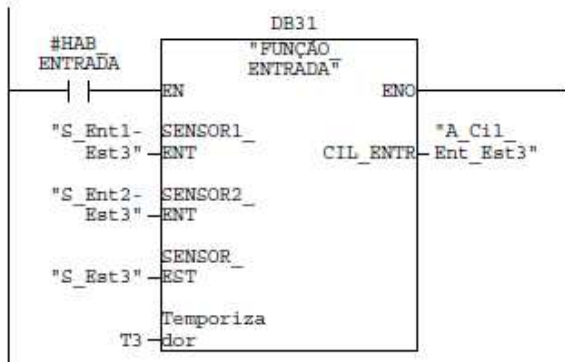 DB31
#HAB_
ENTRADA
"FUNÇÃO_
ENTRADA"
EN
ENO
"S_Ent1-
Est3"
SENSOR1_
ENT
CIL_ENTR
"A_Cil_
Ent_Est3"
"S_Ent2-
Est3"
SENSOR2_
ENT
"S_Est3"
SENSOR_
EST
T3
Temporiza
dor